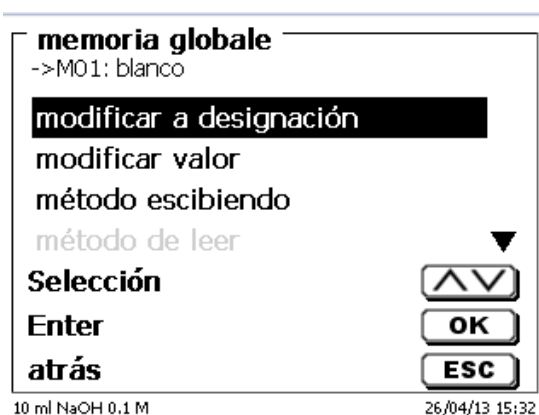 memoria globale
->M01: blanco
modificar a designación
modificar valor
método escibiendo
método de leer
Selección
Enter OK
atrás ESC
10 ml NaOH 0.1 M 26/04/13 15:32